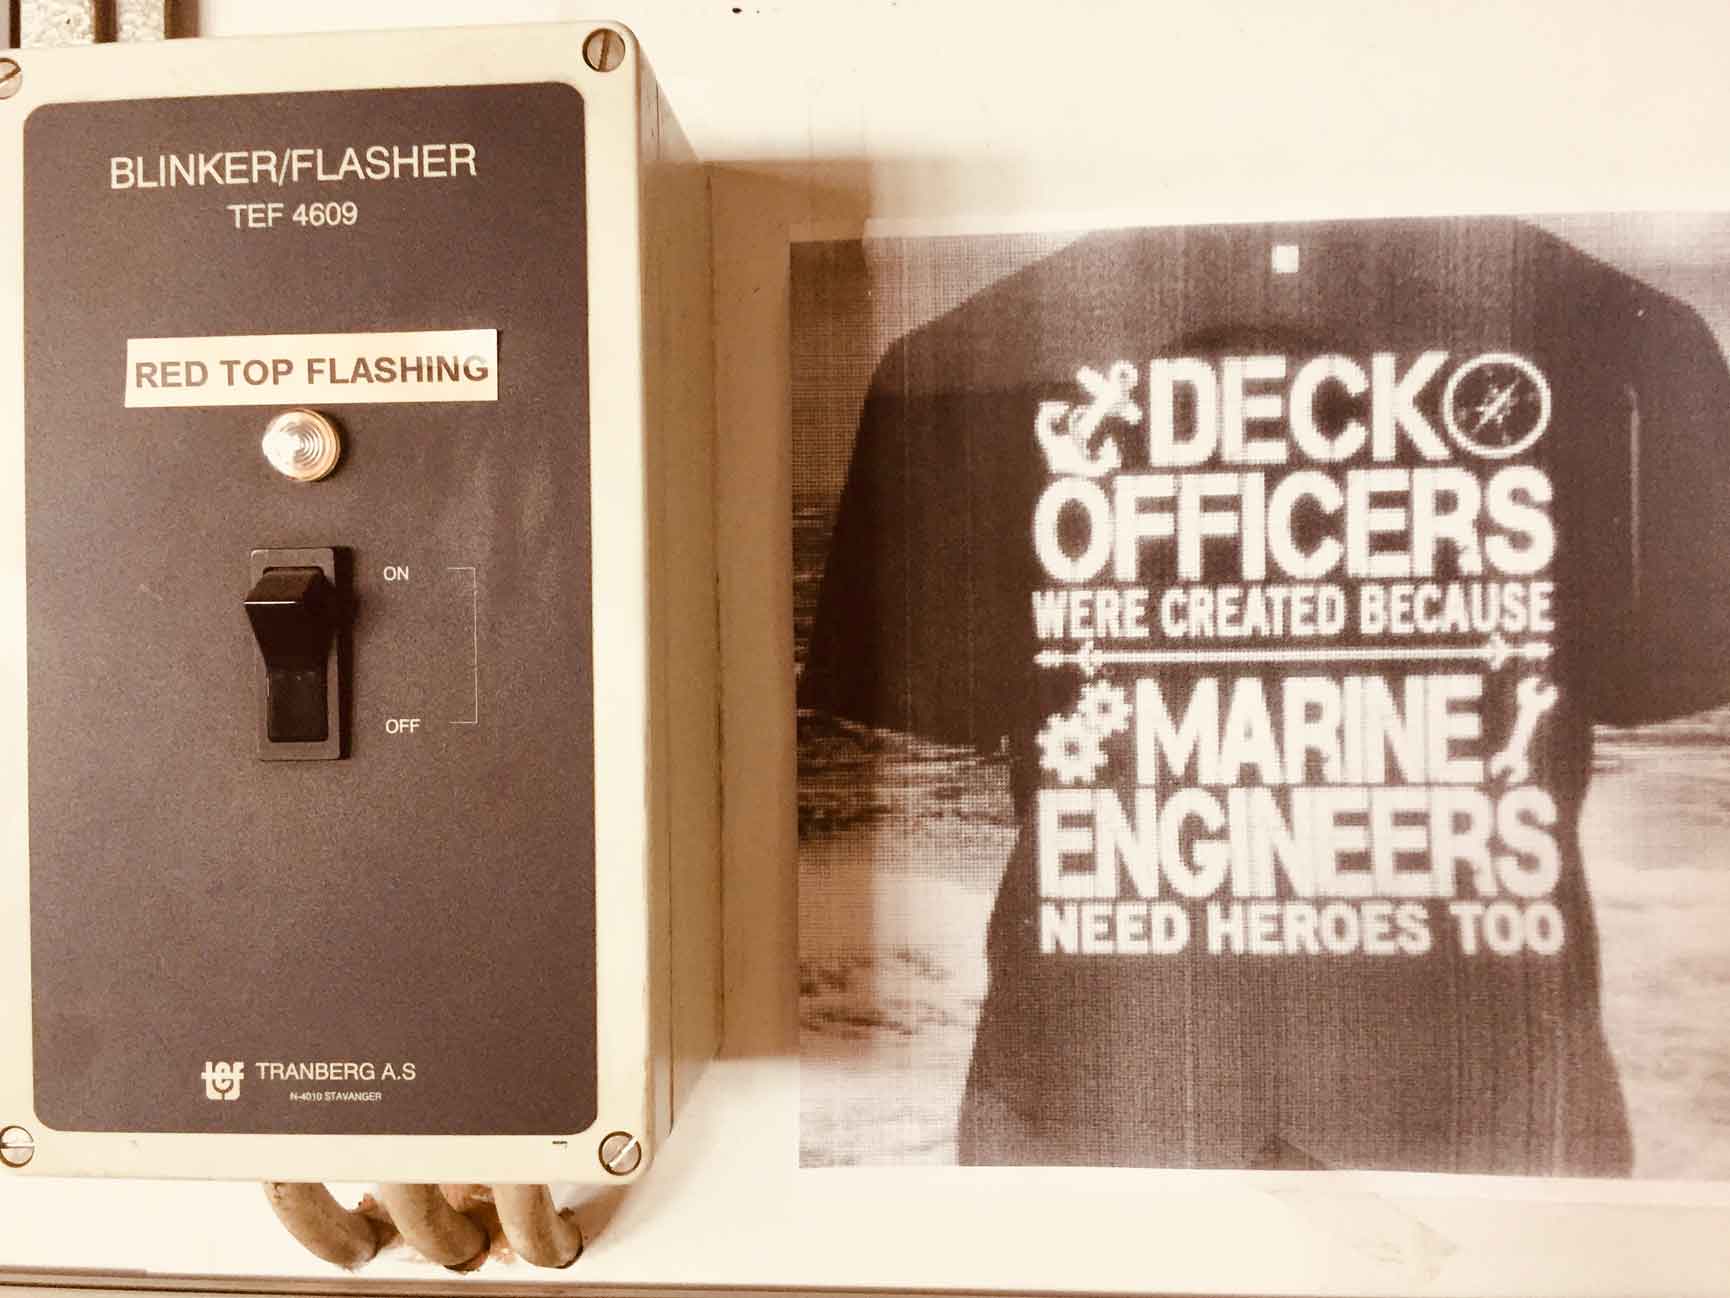 BLINKER/FLASHER
TEF 4609
RED TOP FLASHING
ON
OFF
tef TRANBERG A.S
N-4010 STAVANGER
DECK
OFFICERS
WERE CREATED BECAUSE
MARINE
ENGINEERS
NEED HEROES TOO